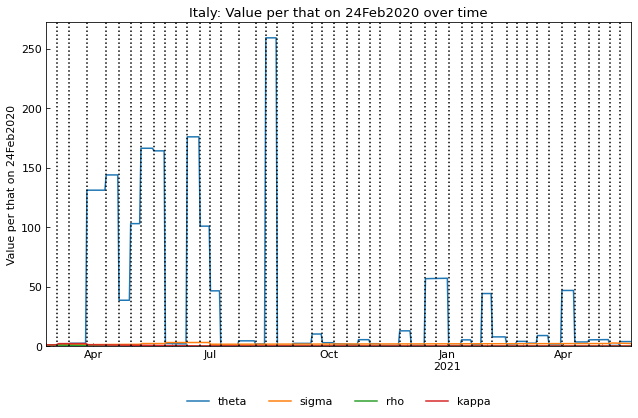 Italy: Value per that on 24Feb2020 over time
Value per that on 24Feb2020
250
200
150
100
50
0
Apr Jul Oct Jan Apr
2021
theta sigma rho kappa